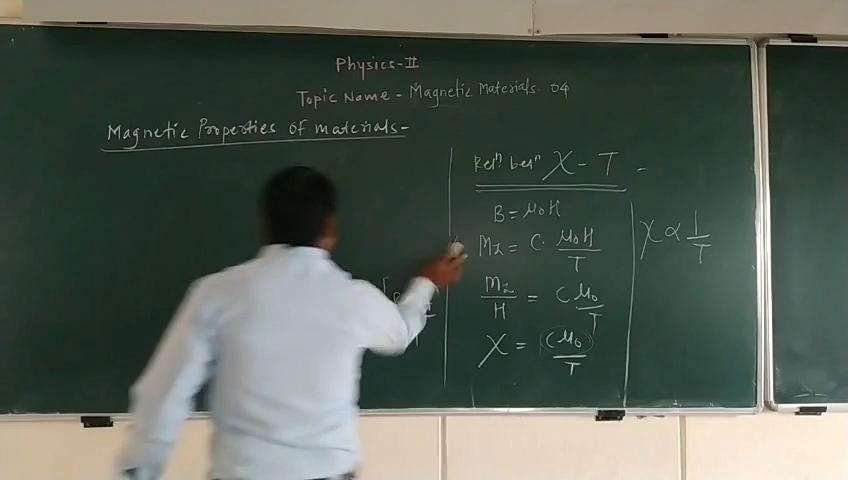 Physics-II
Topic Name - Magnetic Materials 04
Magnetic Properties of materials-
Reln. betn X - T -
B = μ0H
Mz = C. μ0H / T
Mz / H = C μ0 / T
χ = Cμ0 / T
χ ∝ 1 / T